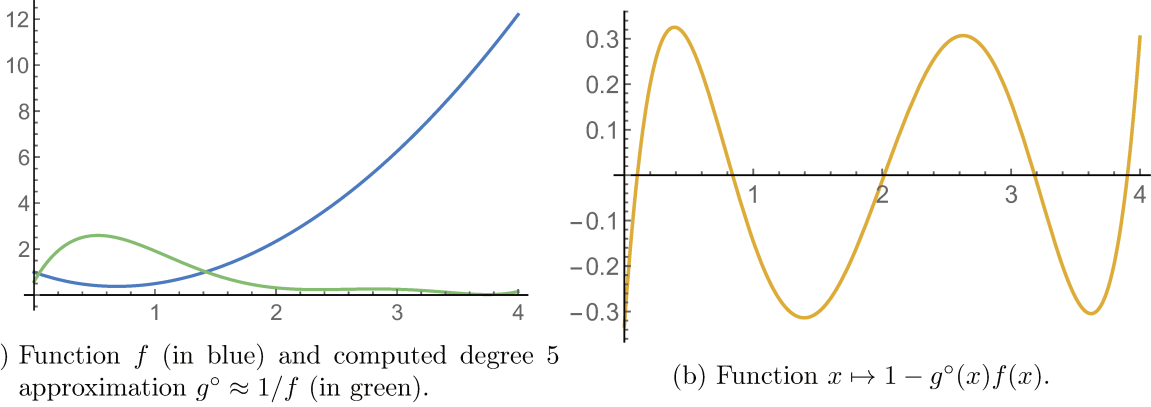 12
10
8
6
4
2
1 2 3 4
) Function f (in blue) and computed degree 5
approximation g° ≈ 1/f (in green).
0.3
0.2
0.1
−0.1
−0.2
−0.3
1 2 3 4
(b) Function x ↦ 1 − g°(x)f(x).